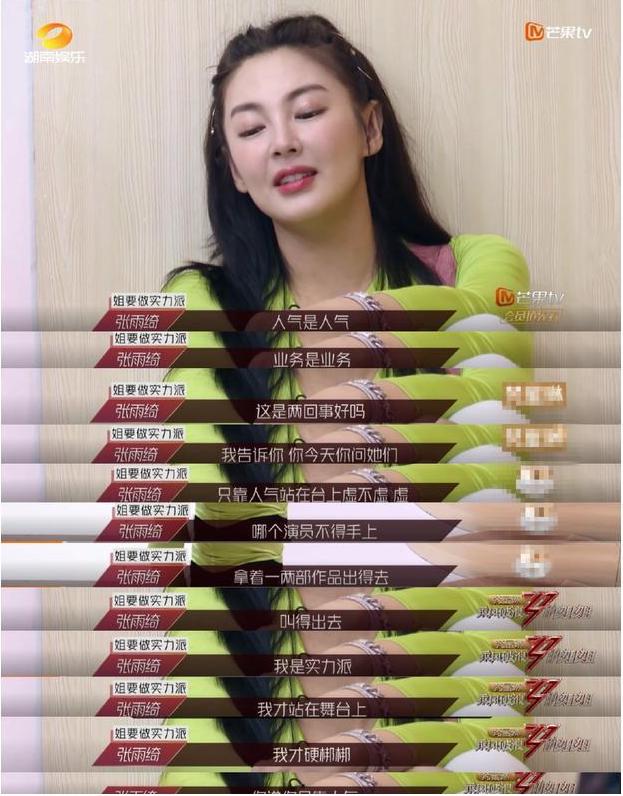 湖南娱乐
芒果tv
姐要做实力派
芒果tv
张雨绮
人气是人气
姐要做实力派
张雨绮
业务是业务
姐要做实力派
张雨绮
这是两回事好吗
姐要做实力派
张雨绮
我告诉你 你今天你问她们
姐要做实力派
张雨绮
只靠人气站在台上虚不虚 虚
姐要做实力派
张雨绮
哪个演员不得手上
姐要做实力派
张雨绮
拿着一两部作品出得去
姐要做实力派
张雨绮
叫得出去
姐要做实力派
张雨绮
我是实力派
姐要做实力派
张雨绮
我才站在舞台上
姐要做实力派
张雨绮
我才硬梆梆